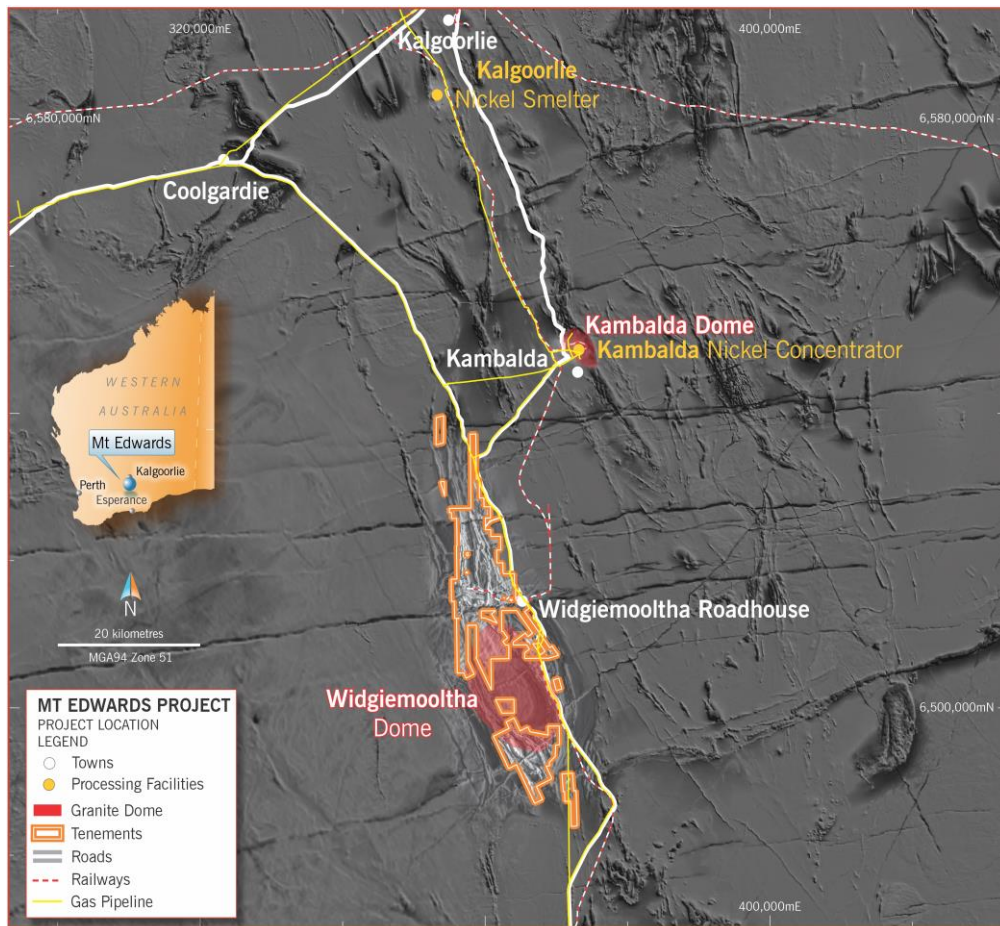 320,000mE
400,000mE
Kalgoorlie
Kalgoorlie
Nickel Smelter
6,580,000mN
6,580,000mN
Coolgardie
Kambalda Dome
Kambalda
Kambalda Nickel Concentrator
WESTERN
AUSTRALIA
Mt Edwards
Kalgoorlie
Perth
Esperance
N
20 kilometres
MGA94 Zone 51
Widgiemooltha Roadhouse
Widgiemooltha
Dome
6,500,000mN
MT EDWARDS PROJECT
PROJECT LOCATION
LEGEND
Towns
Processing Facilities
Granite Dome
Tenements
Roads
Railways
Gas Pipeline
400,000mE